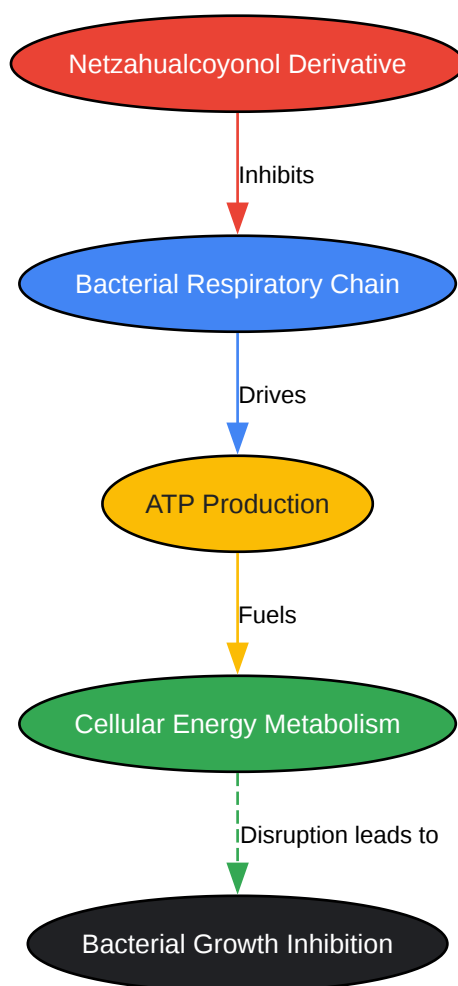 Netzahualcoyonol Derivative
Inhibits
Bacterial Respiratory Chain
Drives
ATP Production
Fuels
Cellular Energy Metabolism
Disruption leads to
Bacterial Growth Inhibition